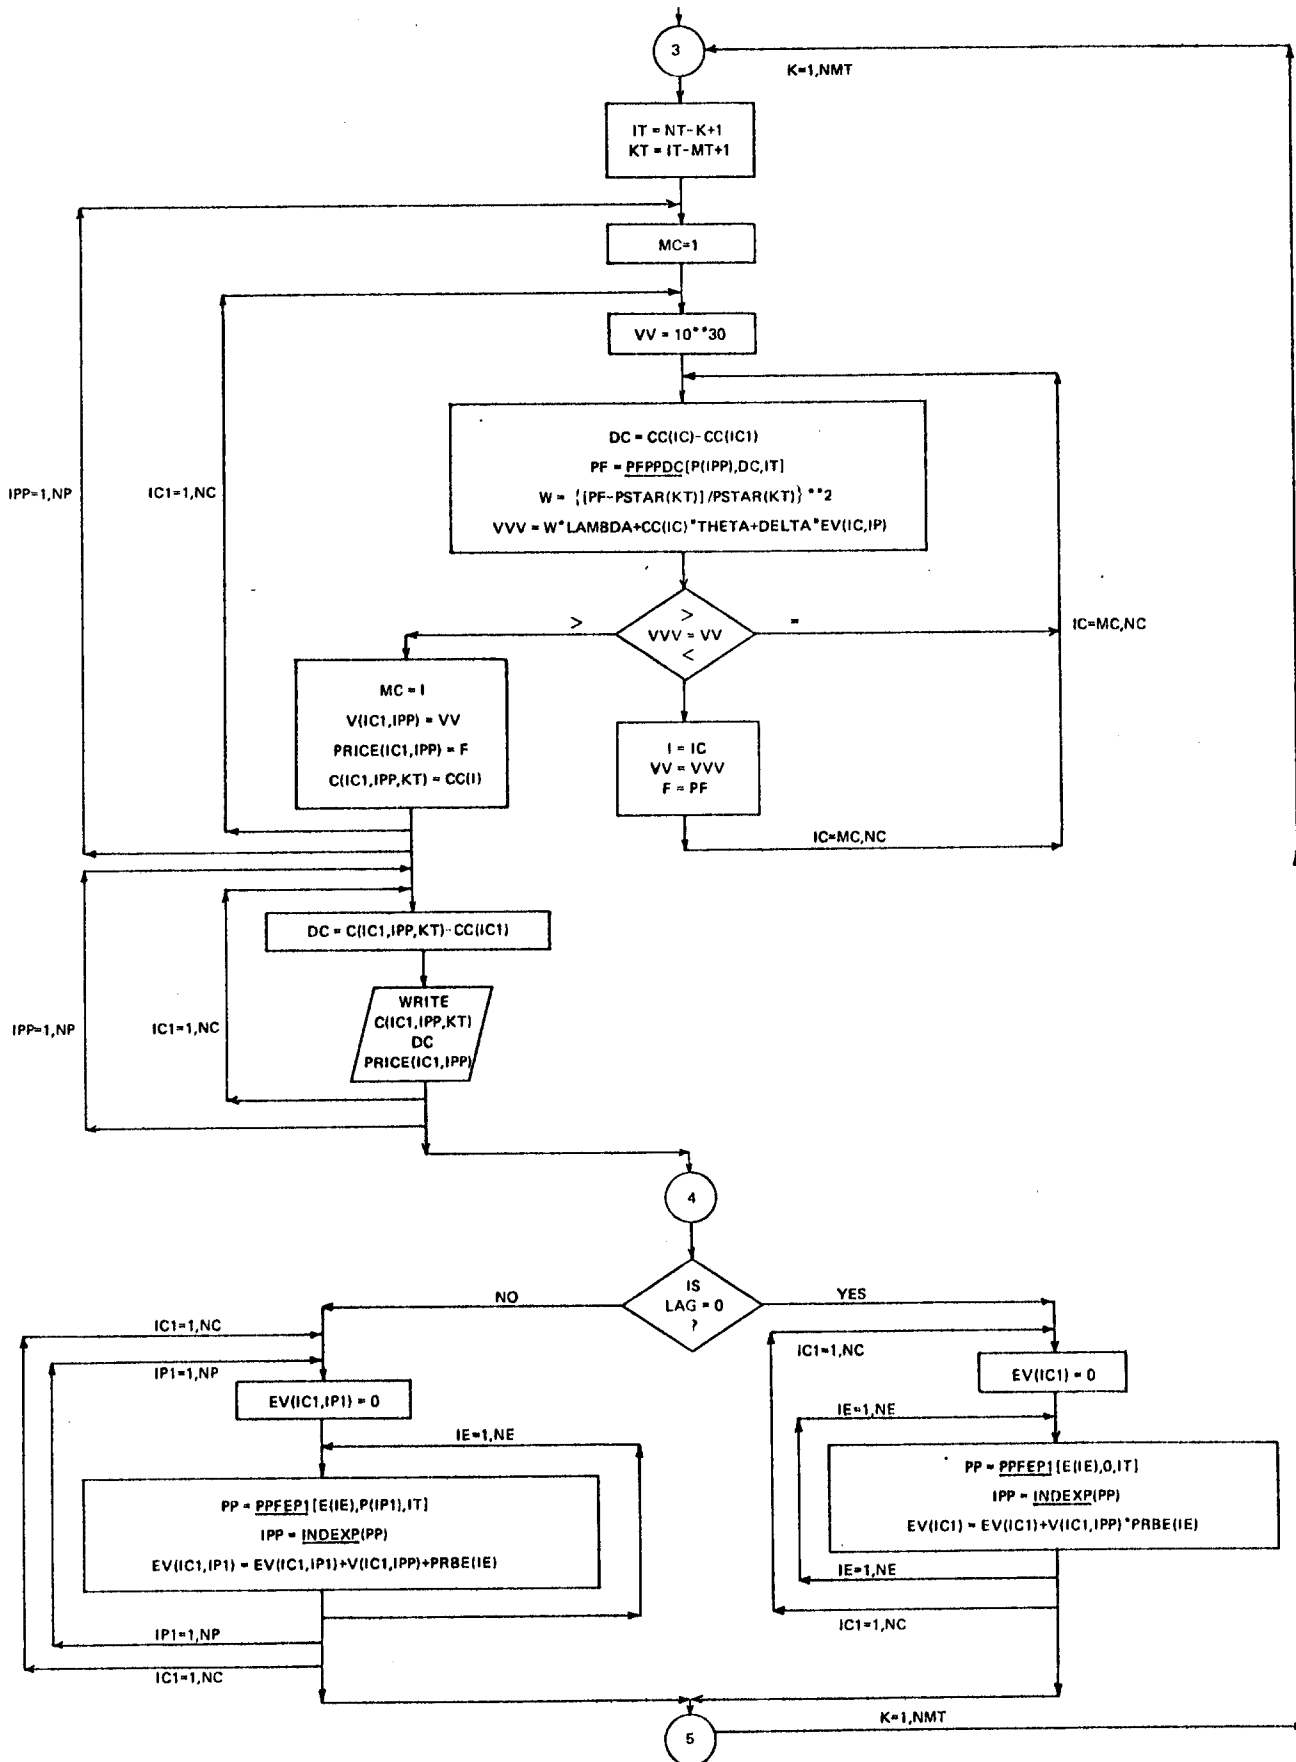 3
K=1,NMT
IT = NT-K+1
KT = IT-MT+1
MC=1
VV = 10**30
DC = CC(IC)-CC(IC1)
PF = PFPPDC[P(IPP),DC,IT]
W = {[PF-PSTAR(KT)]/PSTAR(KT)}**2
VVV = W*LAMBDA+CC(IC)*THETA+DELTA*EV(IC,IP)
IPP=1,NP
IC1=1,NC
>
VVV = VV
<
>
=
IC=MC,NC
MC = I
V(IC1,IPP) = VV
PRICE(IC1,IPP) = F
C(IC1,IPP,KT) = CC(I)
I = IC
VV = VVV
F = PF
IC=MC,NC
DC = C(IC1,IPP,KT)-CC(IC1)
WRITE
C(IC1,IPP,KT)
DC
PRICE(IC1,IPP)
IPP=1,NP
IC1=1,NC
4
IS
LAG = 0
?
NO
YES
IC1=1,NC
IP1=1,NP
EV(IC1,IP1) = 0
IE=1,NE
PP = PPFEP1[E(IE),P(IP1),IT]
IPP = INDEXP(PP)
EV(IC1,IP1) = EV(IC1,IP1)+V(IC1,IPP)+PRBE(IE)
IP1=1,NP
IC1=1,NC
IC1=1,NC
EV(IC1) = 0
IE=1,NE
PP = PPFEP1[E(IE),0,IT]
IPP = INDEXP(PP)
EV(IC1) = EV(IC1)+V(IC1,IPP)*PRBE(IE)
IE=1,NE
IC1=1,NC
K=1,NMT
5